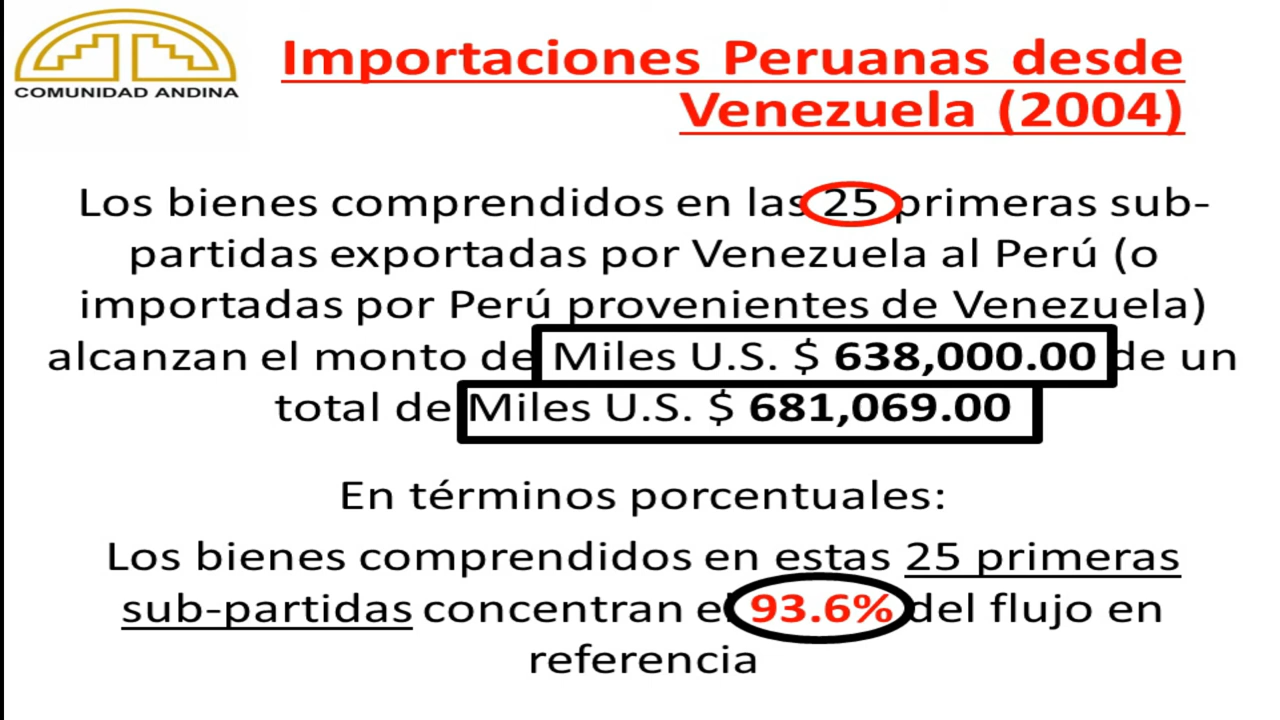 COMUNIDAD ANDINA
Importaciones Peruanas desde
Venezuela (2004)
Los bienes comprendidos en las 25 primeras sub-
partidas exportadas por Venezuela al Perú (o
importadas por Perú provenientes de Venezuela)
alcanzan el monto de Miles U.S. $ 638,000.00 de un
total de Miles U.S. $ 681,069.00
En términos porcentuales:
Los bienes comprendidos en estas 25 primeras
sub-partidas concentran el 93.6% del flujo en
referencia